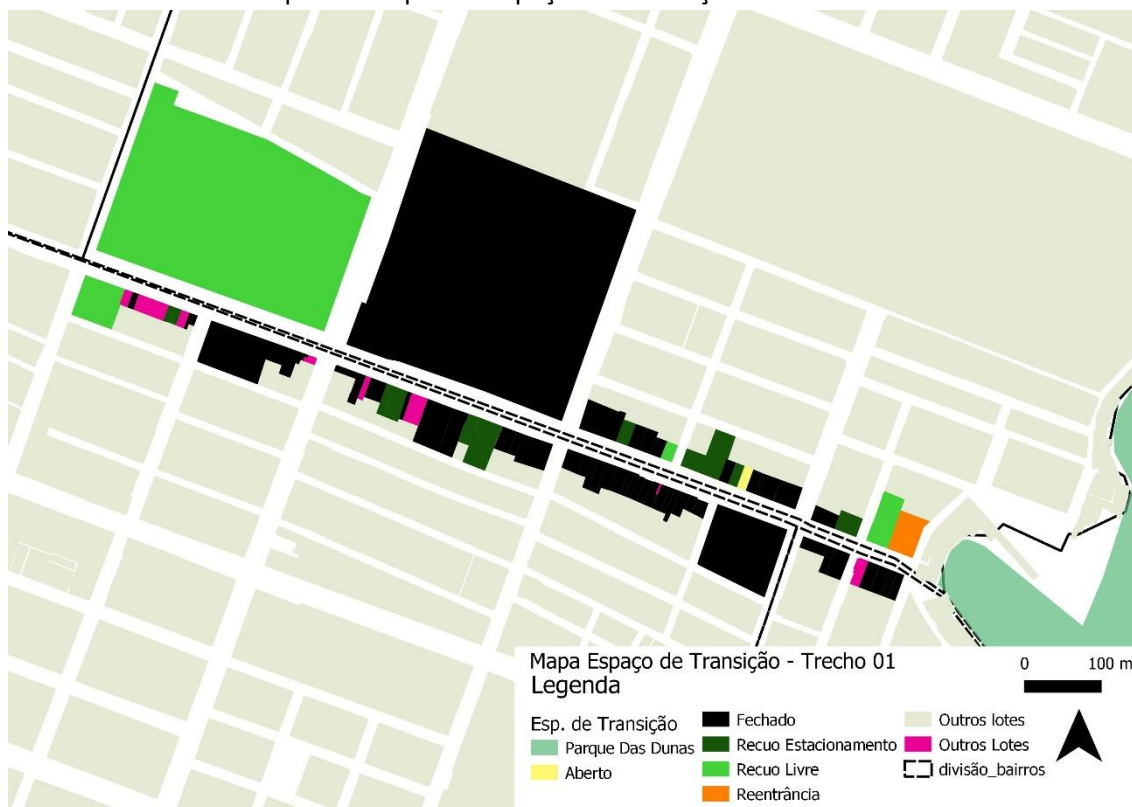 Mapa Espaço de Transição - Trecho 01
0 100 m
Legenda
Esp. de Transição
Parque Das Dunas
Aberto
Fechado
Recuo Estacionamento
Recuo Livre
Reentrância
Outros lotes
Outros Lotes
divisão_bairros